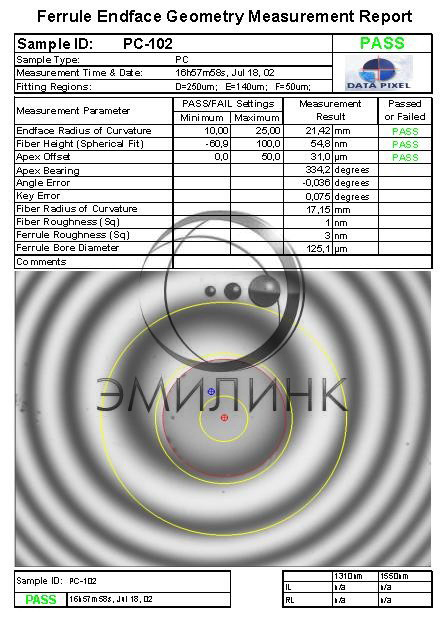 Ferrule Endface Geometry Measurement Report
Sample ID: PC-102 PASS
Sample Type: PC
Measurement Time & Date: 16h57m58s, Jul 18, 02
Fitting Regions: D=250um; E=140um; F=50um;
DATA PIXEL
Measurement Parameter PASS/FAIL Settings Minimum Maximum Measurement Result Passed or Failed
Endface Radius of Curvature 10,00 25,00 21,42 mm PASS
Fiber Height (Spherical Fit) -60,9 100,0 54,8 nm PASS
Apex Offset 0,0 50,0 31,0 µm PASS
Apex Bearing 334,2 degrees
Angle Error -0,036 degrees
Key Error 0,075 degrees
Fiber Radius of Curvature 17,15 mm
Fiber Roughness (Sq) 1 nm
Ferrule Roughness (Sq) 3 nm
Ferrule Bore Diameter 125,1 µm
Comments
ЭМИЛИНК
Sample ID: PC-102
PASS 16h57m58s, Jul 18, 02
1310nm 1550nm
IL n/a n/a
RL n/a n/a